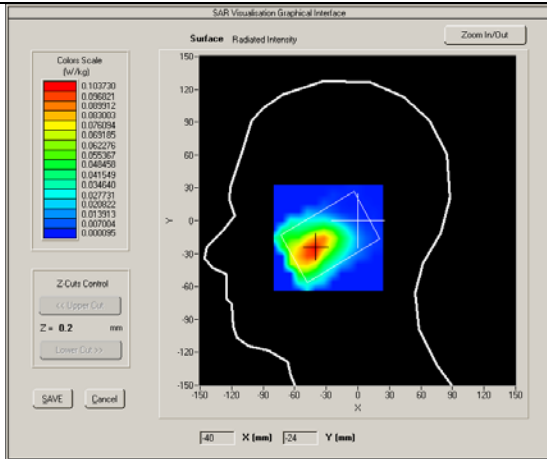 SAR Visualisation Graphical Interface
Surface Radiated Intensity
Zoom In/Out
Colors Scale
(W/kg)
0.103730
0.096821
0.089912
0.083003
0.076094
0.069185
0.062276
0.055367
0.048458
0.041549
0.034640
0.027731
0.020822
0.013913
0.007004
0.000095
150
120
90
60
30
0
-30
-60
-90
-120
-150
Y
-150 -120 -90 -60 -30 0 30 60 90 120 150
X
Z-Cuts Control
<< Upper Cut
Z = 0.2 mm
Lower Cut >>
SAVE Cancel
-40 X (mm) -24 Y (mm)